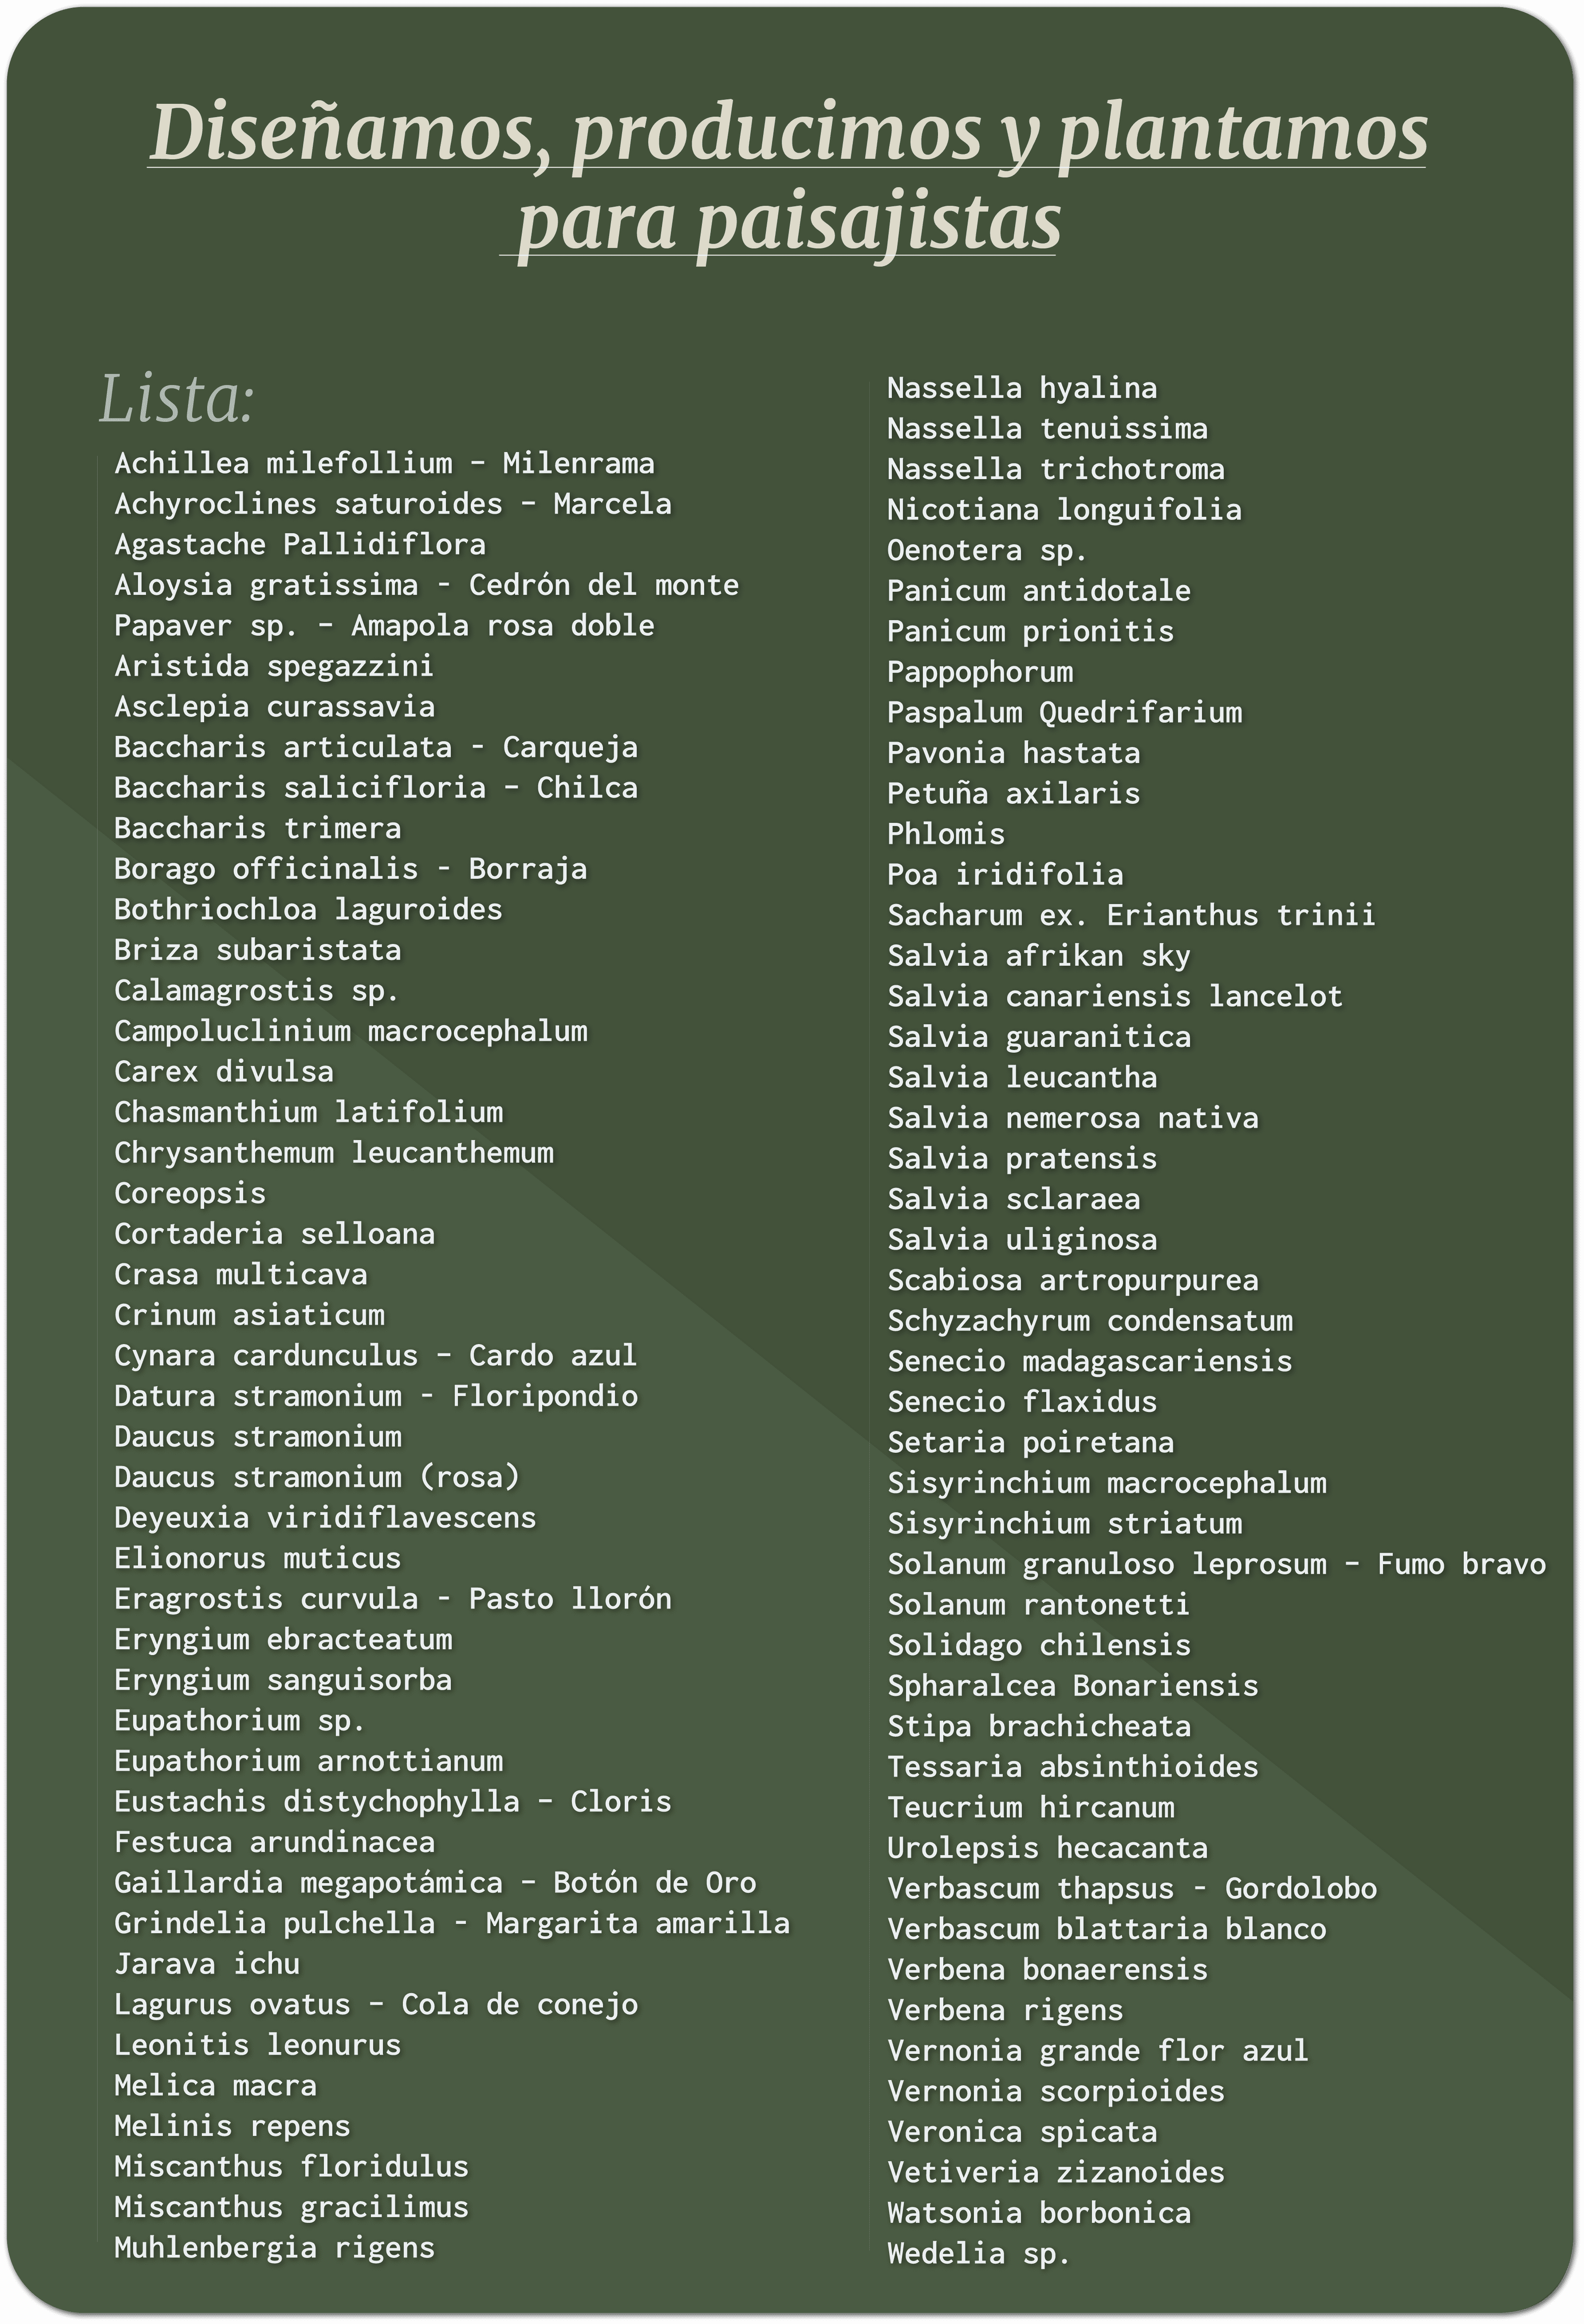 Diseñamos, producimos y plantamos
para paisajistas
Lista:
Achillea milefollium – Milenrama
Achyroclines saturoides – Marcela
Agastache Pallidiflora
Aloysia gratissima - Cedrón del monte
Papaver sp. – Amapola rosa doble
Aristida spegazzini
Asclepia curassavia
Baccharis articulata - Carqueja
Baccharis salicifloria – Chilca
Baccharis trimera
Borago officinalis - Borraja
Bothriochloa laguroides
Briza subaristata
Calamagrostis sp.
Campoluclinium macrocephalum
Carex divulsa
Chasmanthium latifolium
Chrysanthemum leucanthemum
Coreopsis
Cortaderia selloana
Crasa multicava
Crinum asiaticum
Cynara cardunculus – Cardo azul
Datura stramonium - Floripondio
Daucus stramonium
Daucus stramonium (rosa)
Deyeuxia viridiflavescens
Elionorus muticus
Eragrostis curvula - Pasto llorón
Eryngium ebracteatum
Eryngium sanguisorba
Eupathorium sp.
Eupathorium arnottianum
Eustachis distychophylla – Cloris
Festuca arundinacea
Gaillardia megapotámica – Botón de Oro
Grindelia pulchella - Margarita amarilla
Jarava ichu
Lagurus ovatus – Cola de conejo
Leonitis leonurus
Melica macra
Melinis repens
Miscanthus floridulus
Miscanthus gracilimus
Muhlenbergia rigens
Nassella hyalina
Nassella tenuissima
Nassella trichotroma
Nicotiana longuifolia
Oenotera sp.
Panicum antidotale
Panicum prionitis
Pappophorum
Paspalum Quedrifarium
Pavonia hastata
Petuña axilaris
Phlomis
Poa iridifolia
Sacharum ex. Erianthus trinii
Salvia afrikan sky
Salvia canariensis lancelot
Salvia guaranitica
Salvia leucantha
Salvia nemerosa nativa
Salvia pratensis
Salvia sclaraea
Salvia uliginosa
Scabiosa artropurpurea
Schyzachyrum condensatum
Senecio madagascariensis
Senecio flaxidus
Setaria poiretana
Sisyrinchium macrocephalum
Sisyrinchium striatum
Solanum granuloso leprosum – Fumo bravo
Solanum rantonetti
Solidago chilensis
Spharalcea Bonariensis
Stipa brachicheata
Tessaria absinthioides
Teucrium hircanum
Urolepsis hecacanta
Verbascum thapsus - Gordolobo
Verbascum blattaria blanco
Verbena bonaerensis
Verbena rigens
Vernonia grande flor azul
Vernonia scorpioides
Veronica spicata
Vetiveria zizanoides
Watsonia borbonica
Wedelia sp.